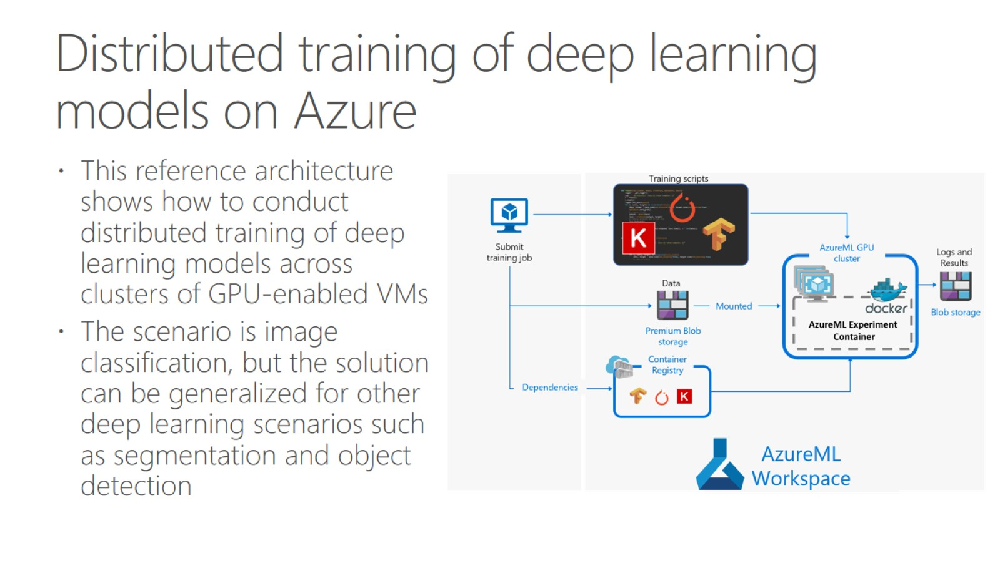 Distributed training of deep learning
models on Azure
• This reference architecture
shows how to conduct
distributed training of deep
learning models across
clusters of GPU-enabled VMs
• The scenario is image
classification, but the solution
can be generalized for other
deep learning scenarios such
as segmentation and object
detection
Submit
training job
Training scripts
K
Data
Premium Blob
storage
Mounted
Dependencies
Container
Registry
K
AzureML GPU
cluster
docker
AzureML Experiment
Container
Logs and
Results
Blob storage
AzureML
Workspace